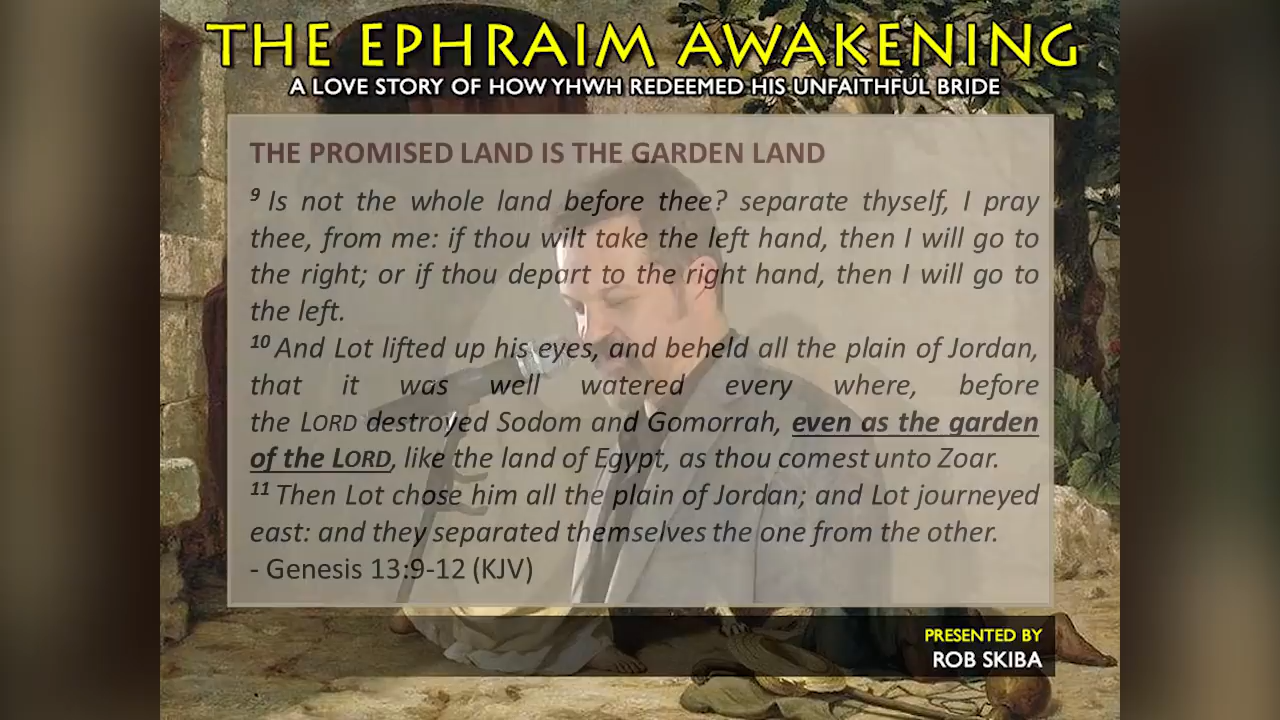 THE EPHRAIM AWAKENING
A LOVE STORY OF HOW YHWH REDEEMED HIS UNFAITHFUL BRIDE
THE PROMISED LAND IS THE GARDEN LAND
9 Is not the whole land before thee? separate thyself, I pray
thee, from me: if thou wilt take the left hand, then I will go to
the right; or if thou depart to the right hand, then I will go to
the left.
10 And Lot lifted up his eyes, and beheld all the plain of Jordan,
that it was well watered every where, before
the LORD destroyed Sodom and Gomorrah, even as the garden
of the LORD, like the land of Egypt, as thou comest unto Zoar.
11 Then Lot chose him all the plain of Jordan; and Lot journeyed
east: and they separated themselves the one from the other.
- Genesis 13:9-12 (KJV)
PRESENTED BY
ROB SKIBA